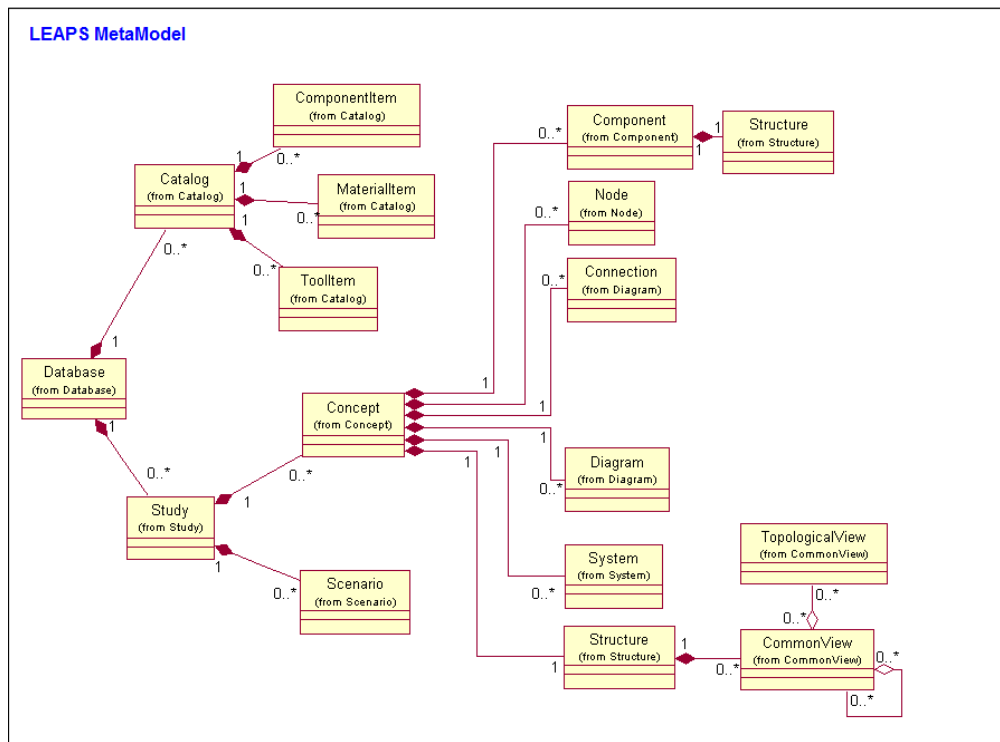 LEAPS MetaModel
ComponentItem
(from Catalog)
1
0..*
Catalog
(from Catalog)
1
MaterialItem
(from Catalog)
0..*
1
0..*
ToolItem
(from Catalog)
0..*
1
Database
(from Database)
1
0..*
Study
(from Study)
1
0..*
Concept
(from Concept)
1
0..*
Scenario
(from Scenario)
0..*
Component
(from Component)
1
1
Structure
(from Structure)
0..*
Node
(from Node)
0..*
Connection
(from Diagram)
1
1
1
1
1
0..*
Diagram
(from Diagram)
0..*
System
(from System)
1
Structure
(from Structure)
1
0..*
TopologicalView
(from CommonView)
0..*
0..*
CommonView
(from CommonView)
0..*
0..*